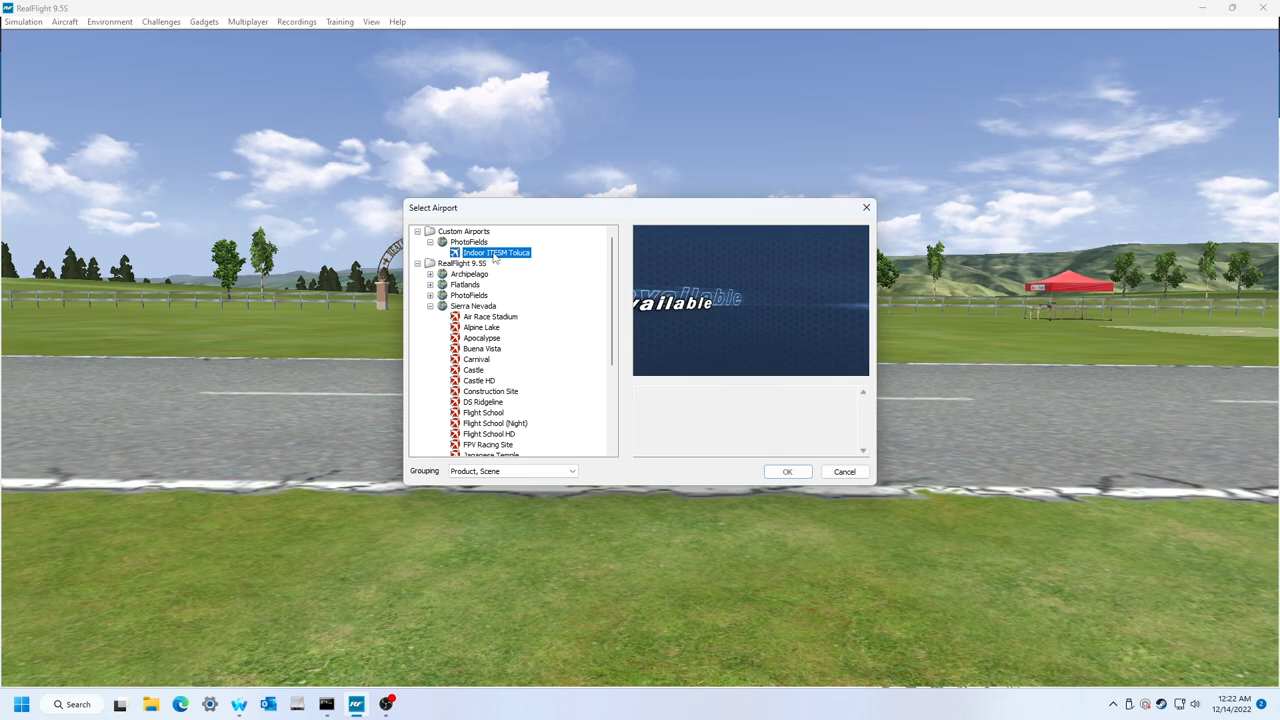 RealFlight 9.5S
Simulation Aircraft Environment Challenges Gadgets Multiplayer Recordings Training View Help
Select Airport
Custom Airports
PhotoFields
Indoor ITESM Toluca
RealFlight 9.5S
Archipelago
Flatlands
PhotoFields
Sierra Nevada
Air Race Stadium
Alpine Lake
Apocalypse
Buena Vista
Carnival
Castle
Castle HD
Construction Site
DS Ridgeline
Flight School
Flight School (Night)
Flight School HD
FPV Racing Site
Japanese Temple
vailable
Grouping Product, Scene
OK Cancel
Search
12:22 AM
12/14/2022
2